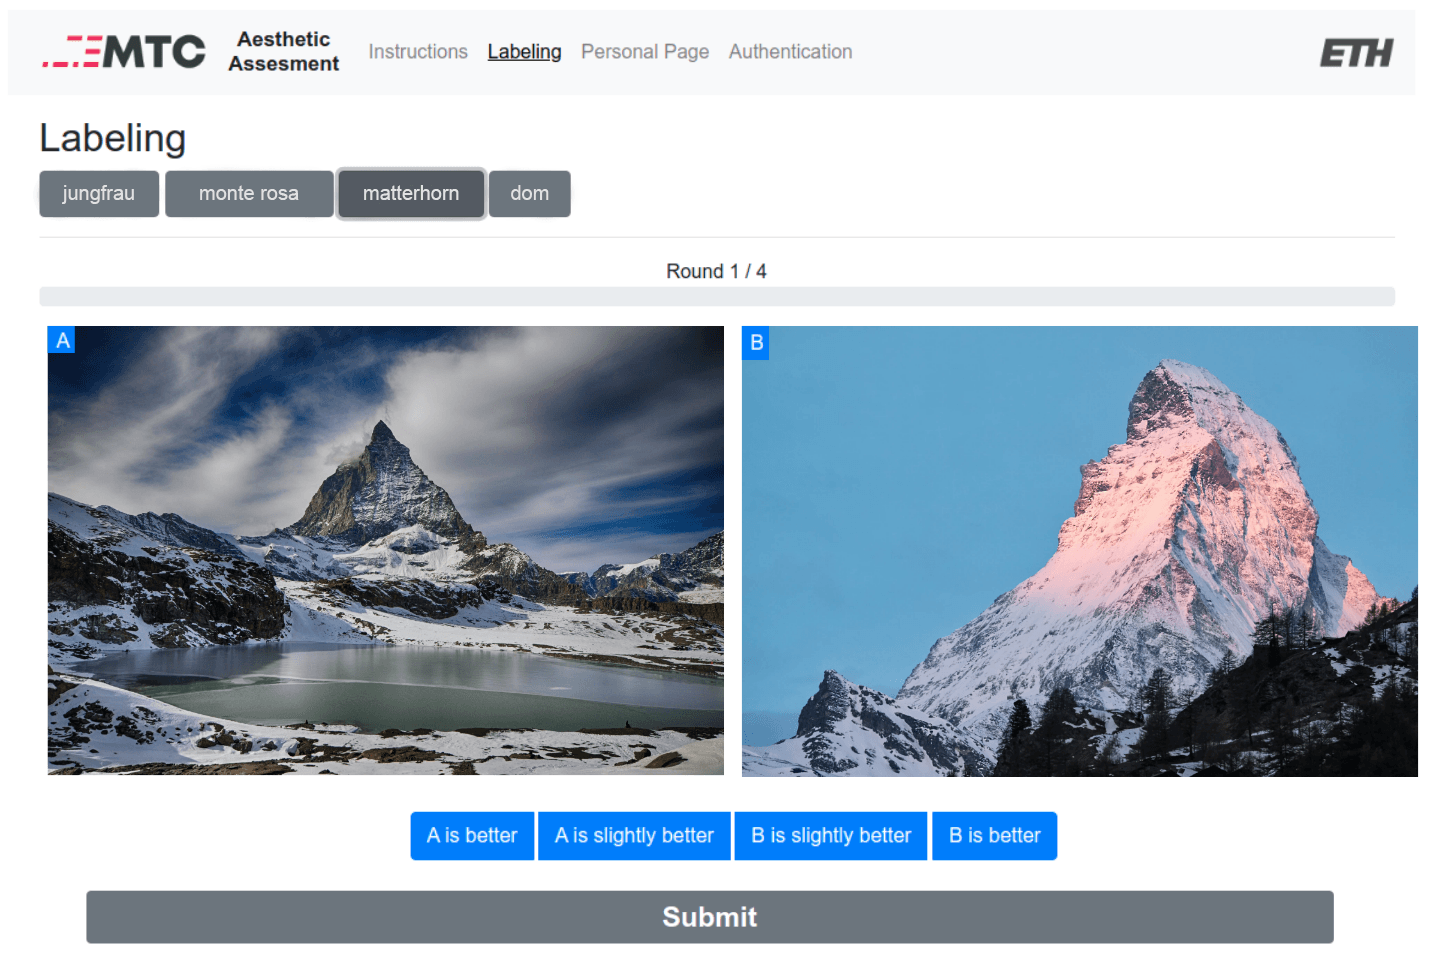 MTC
Aesthetic
Assesment
Instructions
Labeling
Personal Page
Authentication
ETH
Labeling
jungfrau
monte rosa
matterhorn
dom
Round 1 / 4
A
B
A is better
A is slightly better
B is slightly better
B is better
Submit